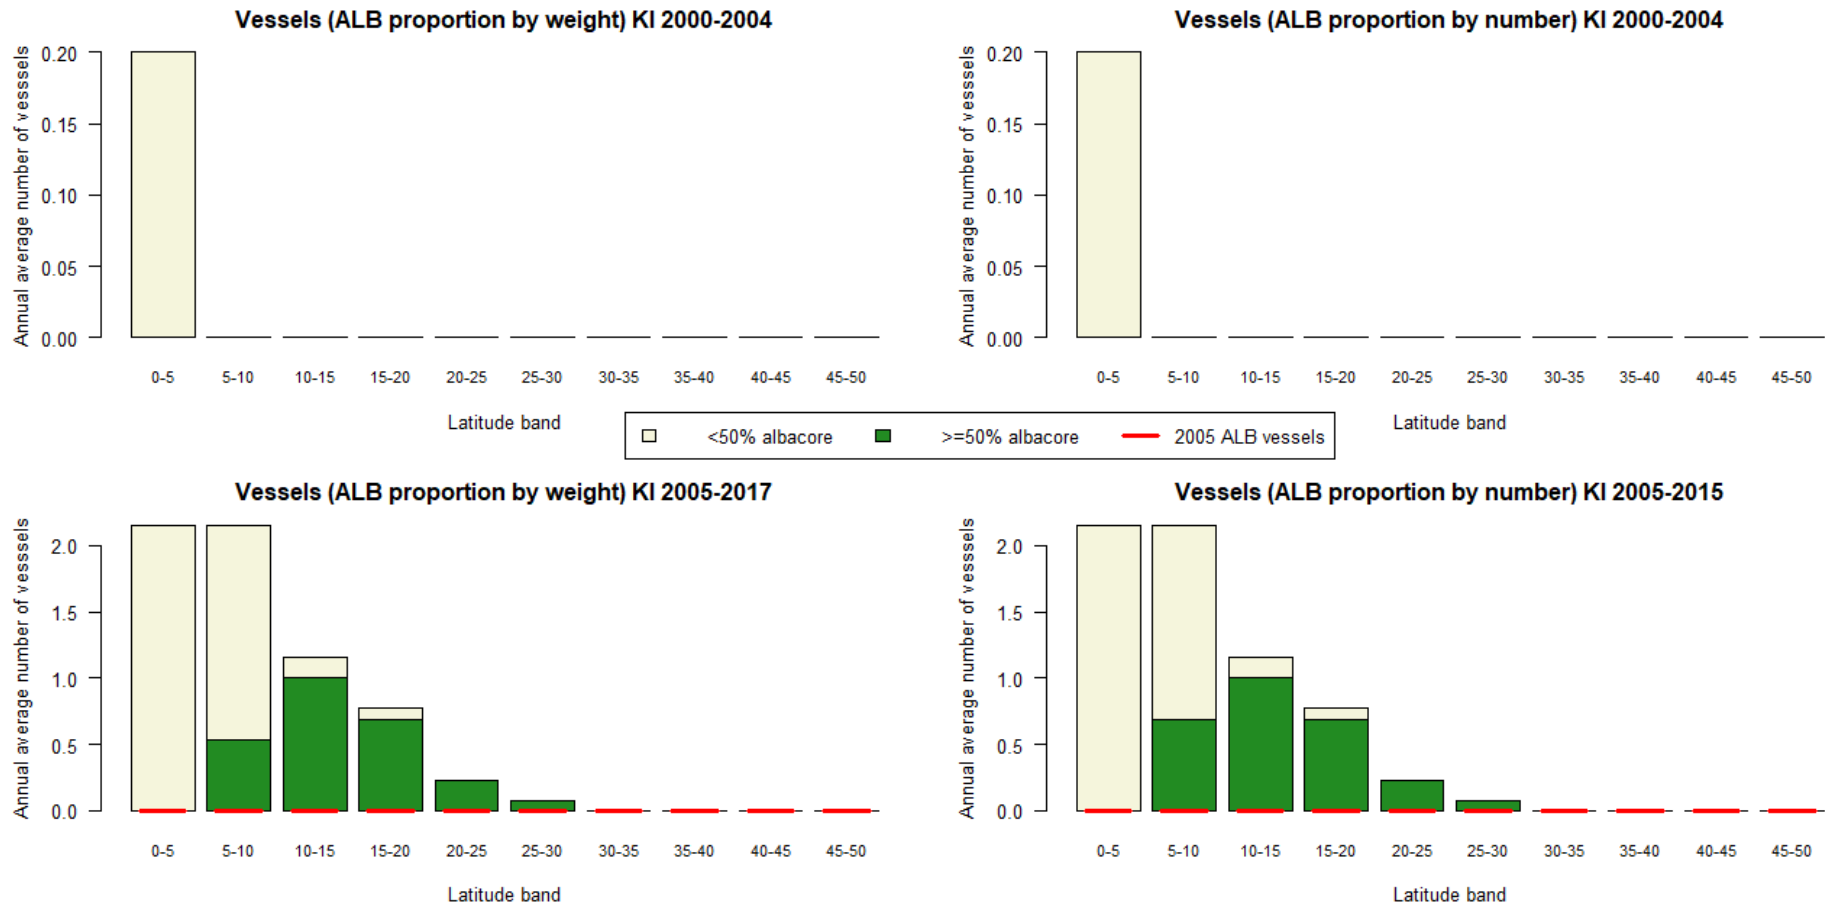 Vessels (ALB proportion by weight) KI 2000-2004
Annual average number of vesssels
0.20
0.15
0.10
0.05
0.00
0-5 5-10 10-15 15-20 20-25 25-30 30-35 35-40 40-45 45-50
Latitude band
Vessels (ALB proportion by number) KI 2000-2004
Annual average number of vesssels
0.20
0.15
0.10
0.05
0.00
0-5 5-10 10-15 15-20 20-25 25-30 30-35 35-40 40-45 45-50
Latitude band
<50% albacore >=50% albacore 2005 ALB vessels
Vessels (ALB proportion by weight) KI 2005-2017
Annual average number of vesssels
2.0
1.5
1.0
0.5
0.0
0-5 5-10 10-15 15-20 20-25 25-30 30-35 35-40 40-45 45-50
Latitude band
Vessels (ALB proportion by number) KI 2005-2015
Annual average number of vesssels
2.0
1.5
1.0
0.5
0.0
0-5 5-10 10-15 15-20 20-25 25-30 30-35 35-40 40-45 45-50
Latitude band